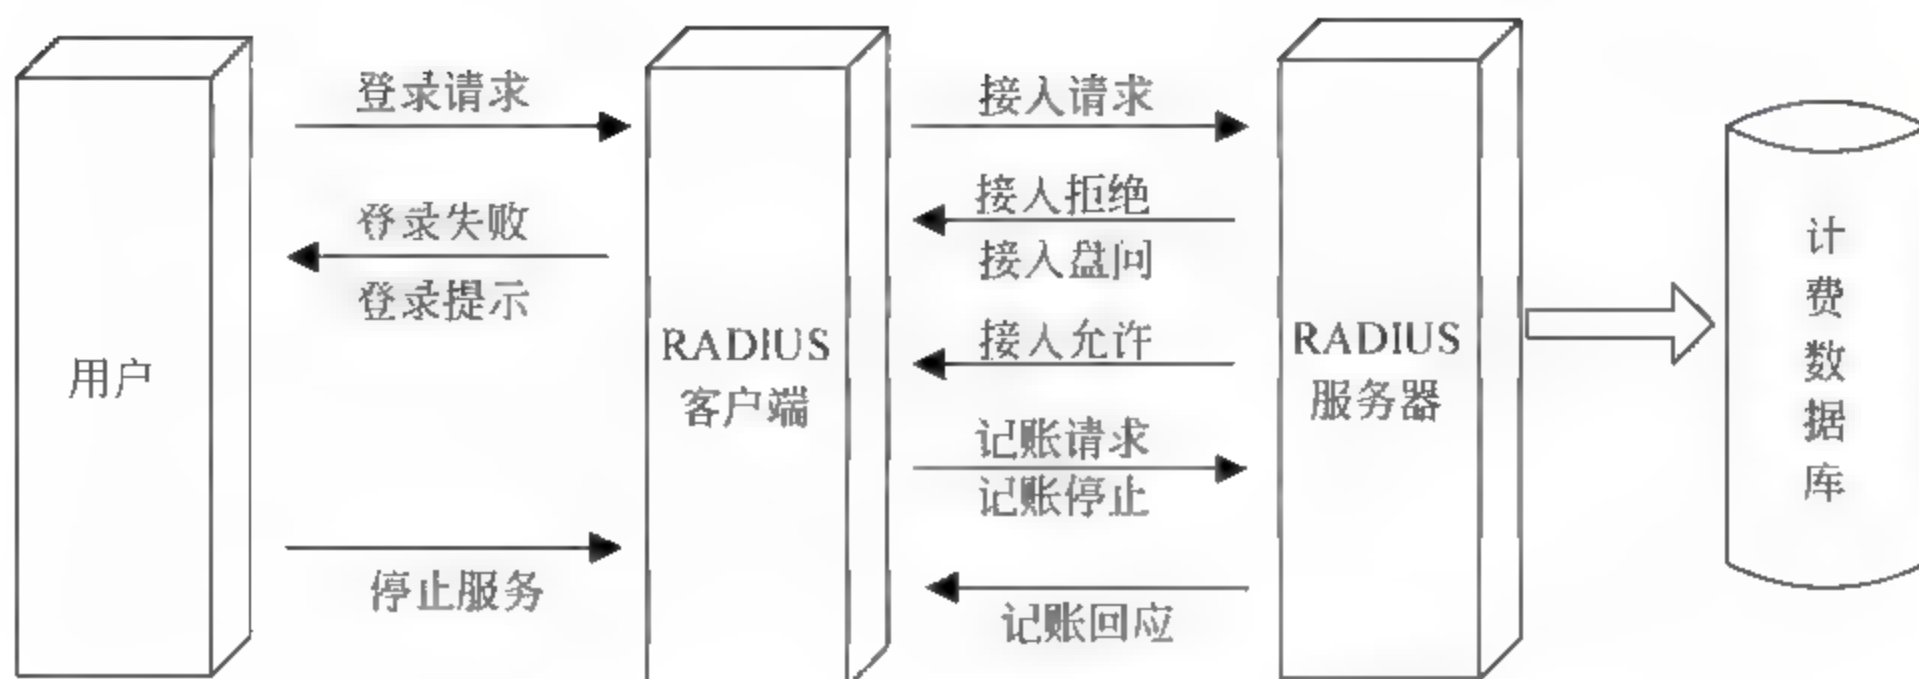 用户
登录请求
登录失败
登录提示
停止服务
RADIUS
客户端
接入请求
接入拒绝
接入盘问
接入允许
记账请求
记账停止
记账回应
RADIUS
服务器
计费数据库